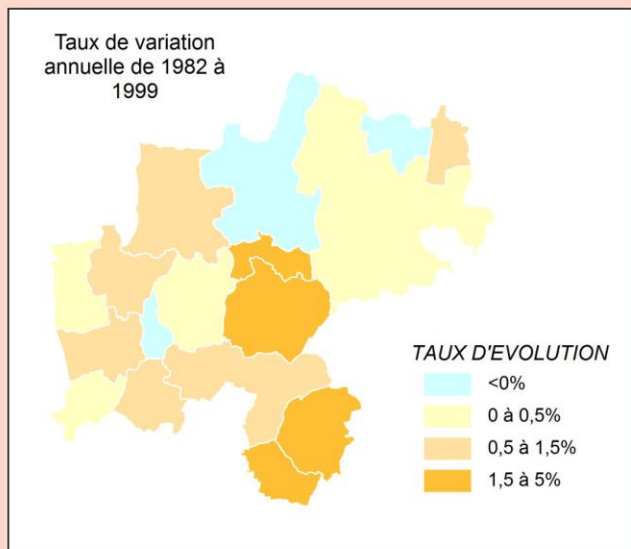 Taux de variation
annuelle de 1982 à
1999
TAUX D'EVOLUTION
<0%
0 à 0,5%
0,5 à 1,5%
1,5 à 5%